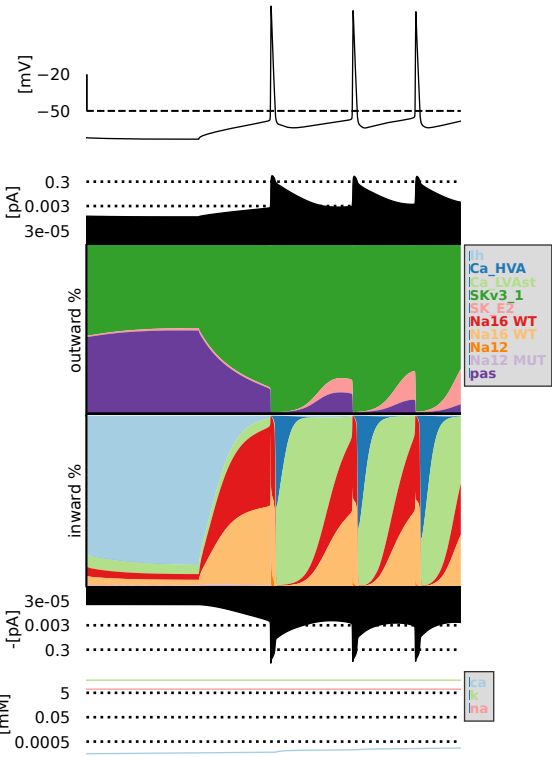 [mV]
−20
−50
[pA]
0.3
0.003
3e-05
outward %
Ih
Ca_HVA
Ca_LVAst
SKv3_1
SK_E2
Na16 WT
Na16 WT
Na12
Na12 MUT
pas
inward %
-[pA]
3e-05
0.003
0.3
[mM]
5
0.05
0.0005
ca
k
na